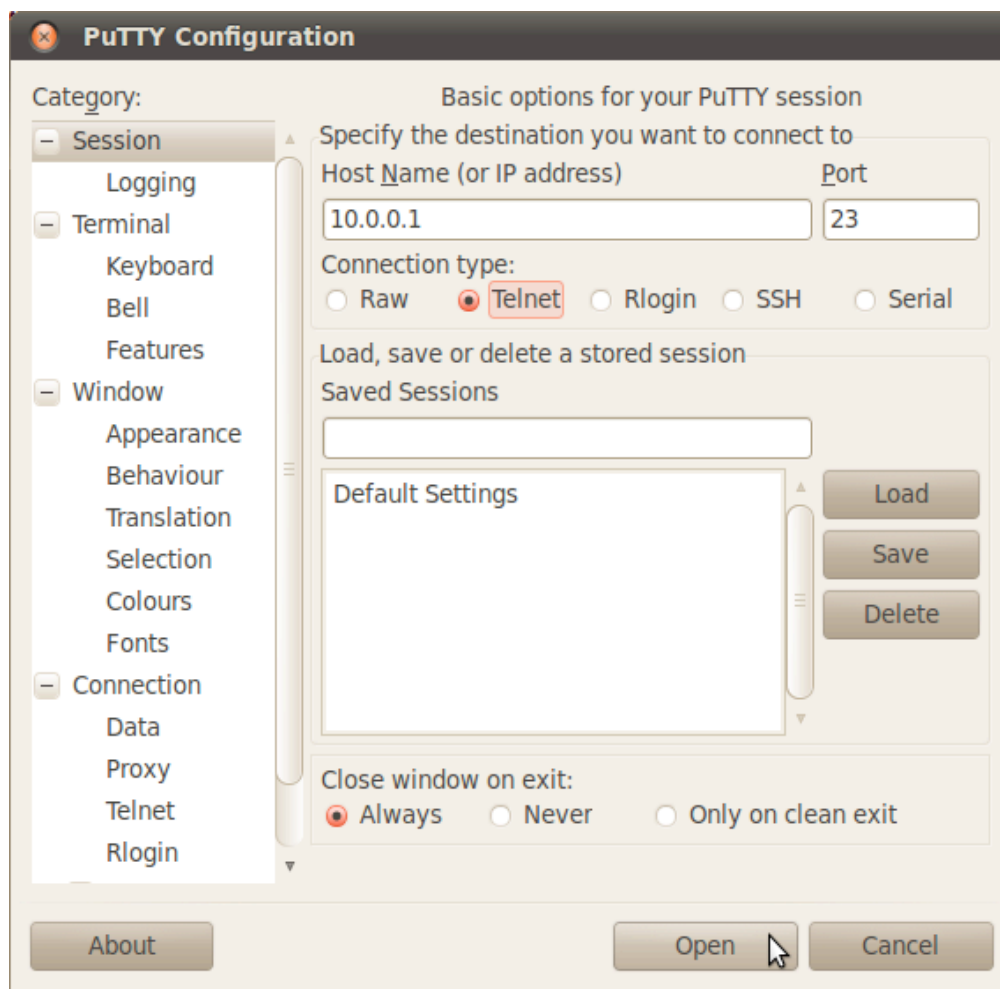 PuTTY Configuration
Category:
Session
Logging
Terminal
Keyboard
Bell
Features
Window
Appearance
Behaviour
Translation
Selection
Colours
Fonts
Connection
Data
Proxy
Telnet
Rlogin
Basic options for your PuTTY session
Specify the destination you want to connect to
Host Name (or IP address) Port
10.0.0.1 23
Connection type:
Raw Telnet Rlogin SSH Serial
Load, save or delete a stored session
Saved Sessions
Default Settings
Load
Save
Delete
Close window on exit:
Always Never Only on clean exit
About Open Cancel